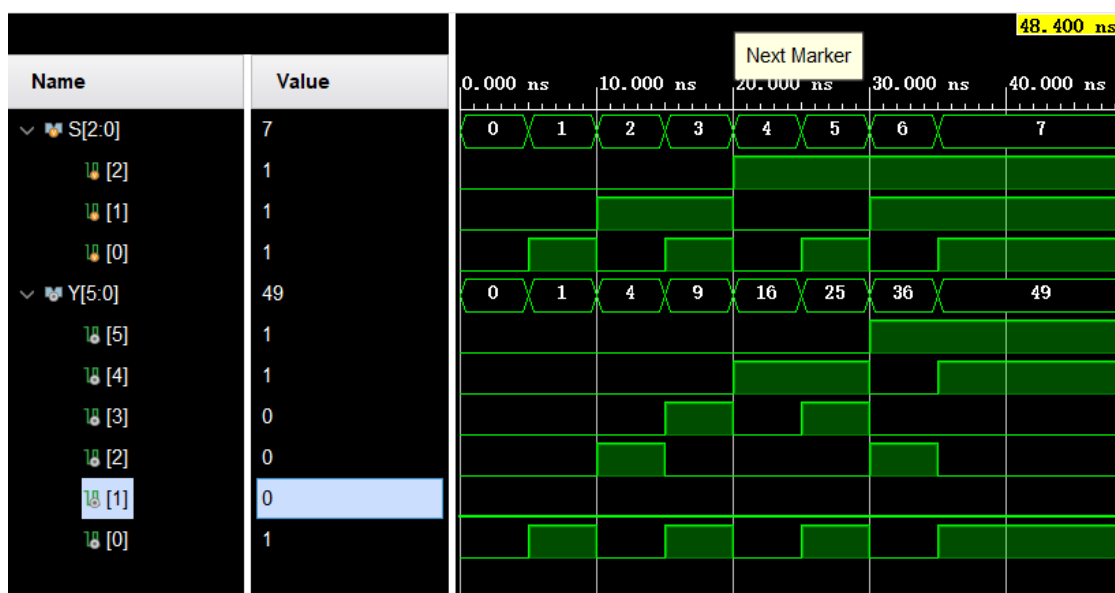 48.400 ns
Next Marker
Name Value
0.000 ns 10.000 ns 20.000 ns 30.000 ns 40.000 ns
S[2:0] 7 0 1 2 3 4 5 6 7
[2] 1
[1] 1
[0] 1
Y[5:0] 49 0 1 4 9 16 25 36 49
[5] 1
[4] 1
[3] 0
[2] 0
[1] 0
[0] 1